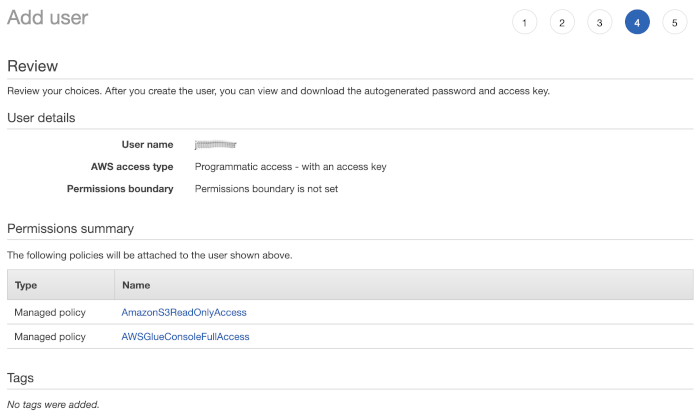 Add user
1 2 3 4 5
Review
Review your choices. After you create the user, you can view and download the autogenerated password and access key.
User details
User name
AWS access type Programmatic access - with an access key
Permissions boundary Permissions boundary is not set
Permissions summary
The following policies will be attached to the user shown above.
Type Name
Managed policy AmazonS3ReadOnlyAccess
Managed policy AWSGlueConsoleFullAccess
Tags
No tags were added.